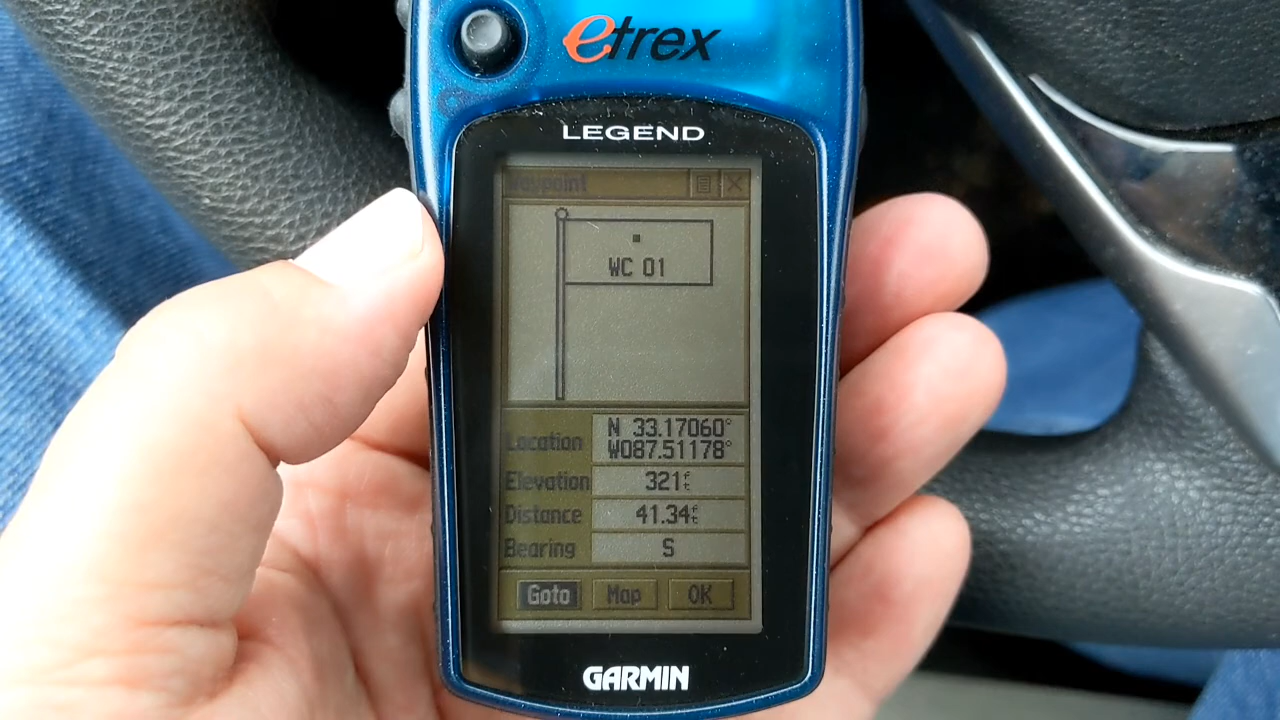 etrex
LEGEND
Waypoint
WC 01
Location
N 33.17060°
W087.51178°
Elevation 321ft
Distance 41.34ft
Bearing S
Goto Map OK
GARMIN